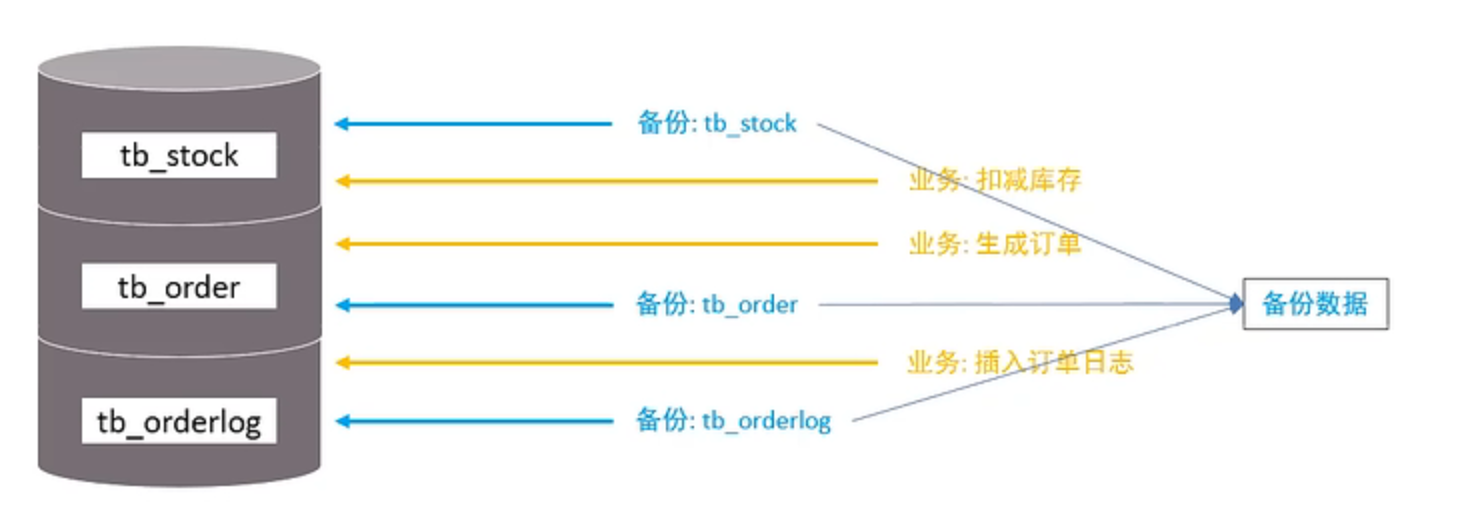 tb_stock
tb_order
tb_orderlog
备份: tb_stock
业务: 扣减库存
业务: 生成订单
备份: tb_order
业务: 插入订单日志
备份: tb_orderlog
备份数据